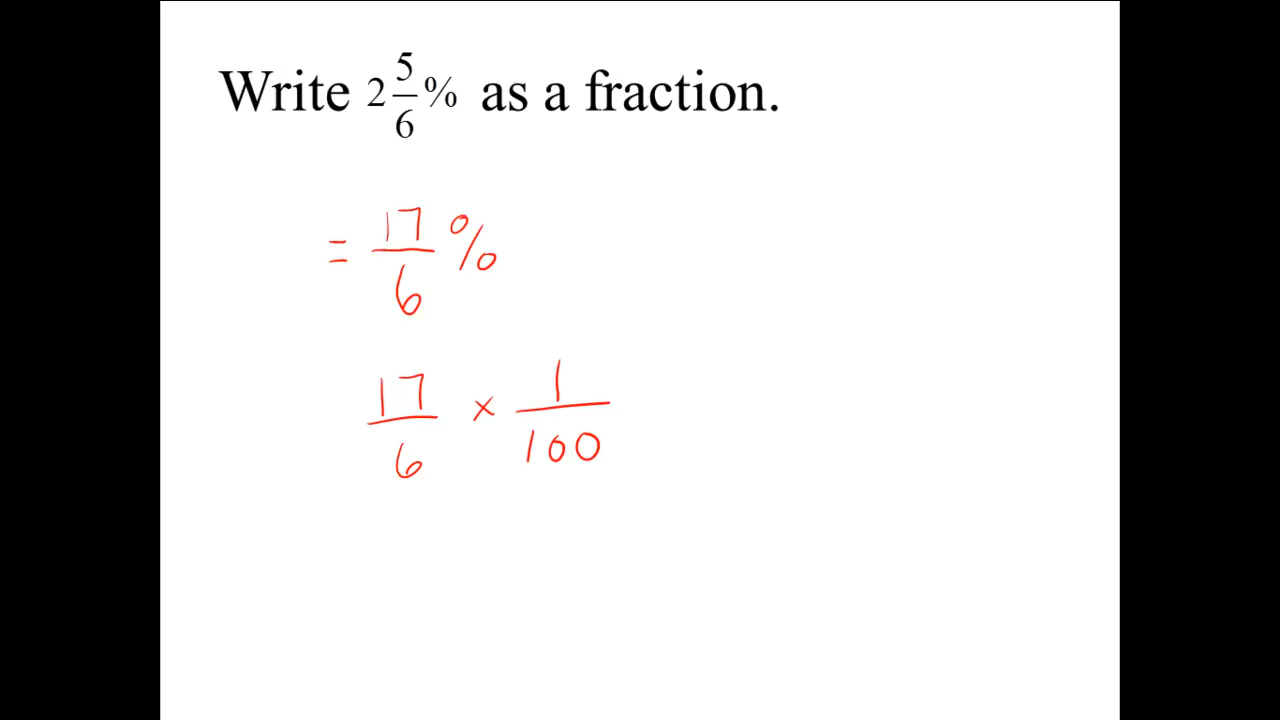 Write 2 5/6 % as a fraction.
= 17/6 %
17/6 × 1/100